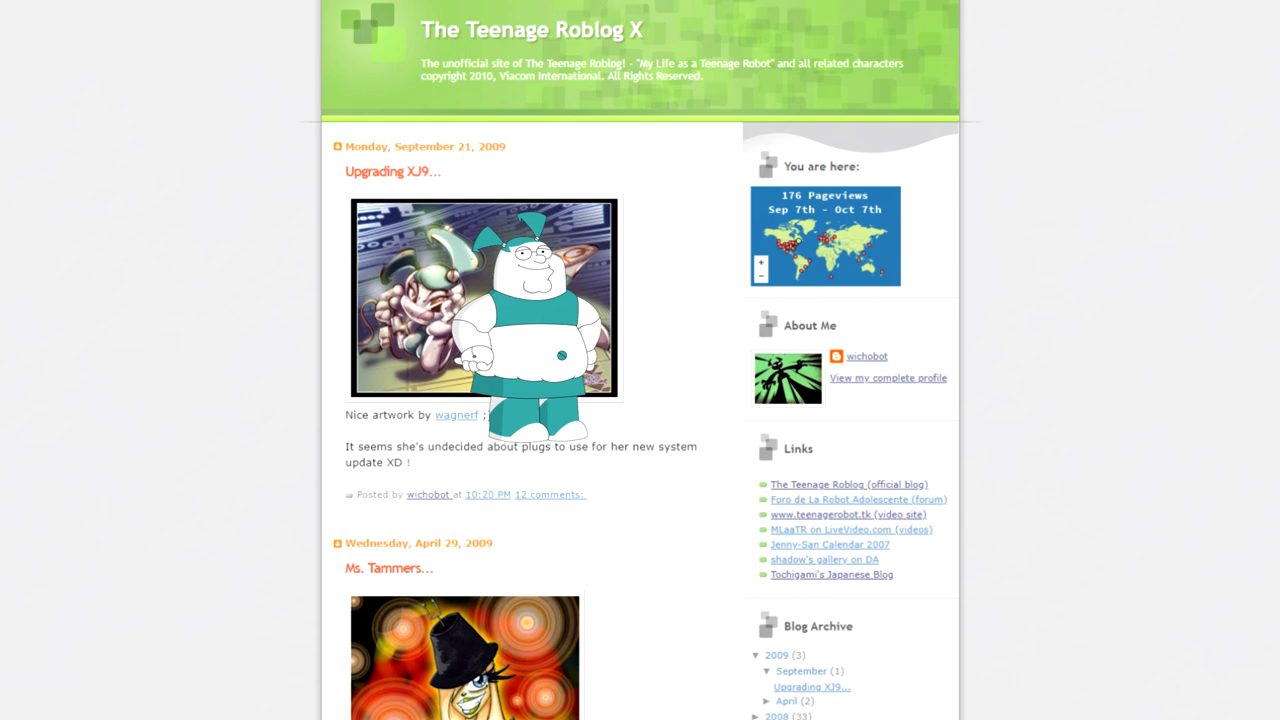 The Teenage Roblog X
The unofficial site of The Teenage Roblog! - "My Life as a Teenage Robot" and all related characters
copyright 2010, Viacom International. All Rights Reserved.
Monday, September 21, 2009
Upgrading XJ9...
Nice artwork by wagnerf ;
It seems she's undecided about plugs to use for her new system
update XD !
Posted by wichobot at 10:20 PM 12 comments:
Wednesday, April 29, 2009
Ms. Tammers...
You are here:
176 Pageviews
Sep 7th - Oct 7th
+
−
About Me
wichobot
View my complete profile
Links
The Teenage Roblog (official blog)
Foro de La Robot Adolescente (forum)
www.teenagerobot.tk (video site)
MLaaTR on LiveVideo.com (videos)
Jenny-San Calendar 2007
shadow's gallery on DA
Tochigami's Japanese Blog
Blog Archive
▼ 2009 (3)
▼ September (1)
Upgrading XJ9...
► April (2)
► 2008 (33)